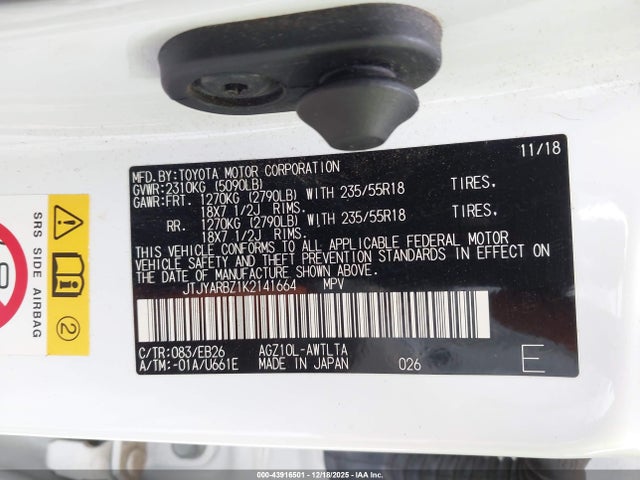 11/18
MFD.BY:TOYOTA MOTOR CORPORATION
GVWR:2310KG (5090LB)
GAWR:FRT. 1270KG (2790LB) WITH 235/55R18 TIRES,
18X7 1/2J RIMS.
RR. 1270KG (2790LB) WITH 235/55R18 TIRES,
18X7 1/2J RIMS.
THIS VEHICLE CONFORMS TO ALL APPLICABLE FEDERAL MOTOR
VEHICLE SAFETY AND THEFT PREVENTION STANDARDS IN EFFECT ON
THE DATE OF MANUFACTURE SHOWN ABOVE.
JTJYARBZ1K2141664 MPV
C/TR:083/EB26 AGZ10L-AWTLTA
A/TM:-01A/U661E MADE IN JAPAN 026 E
SRS SIDE AIRBAG
2
000-43916501 - 12/18/2025 - IAAI, Inc.